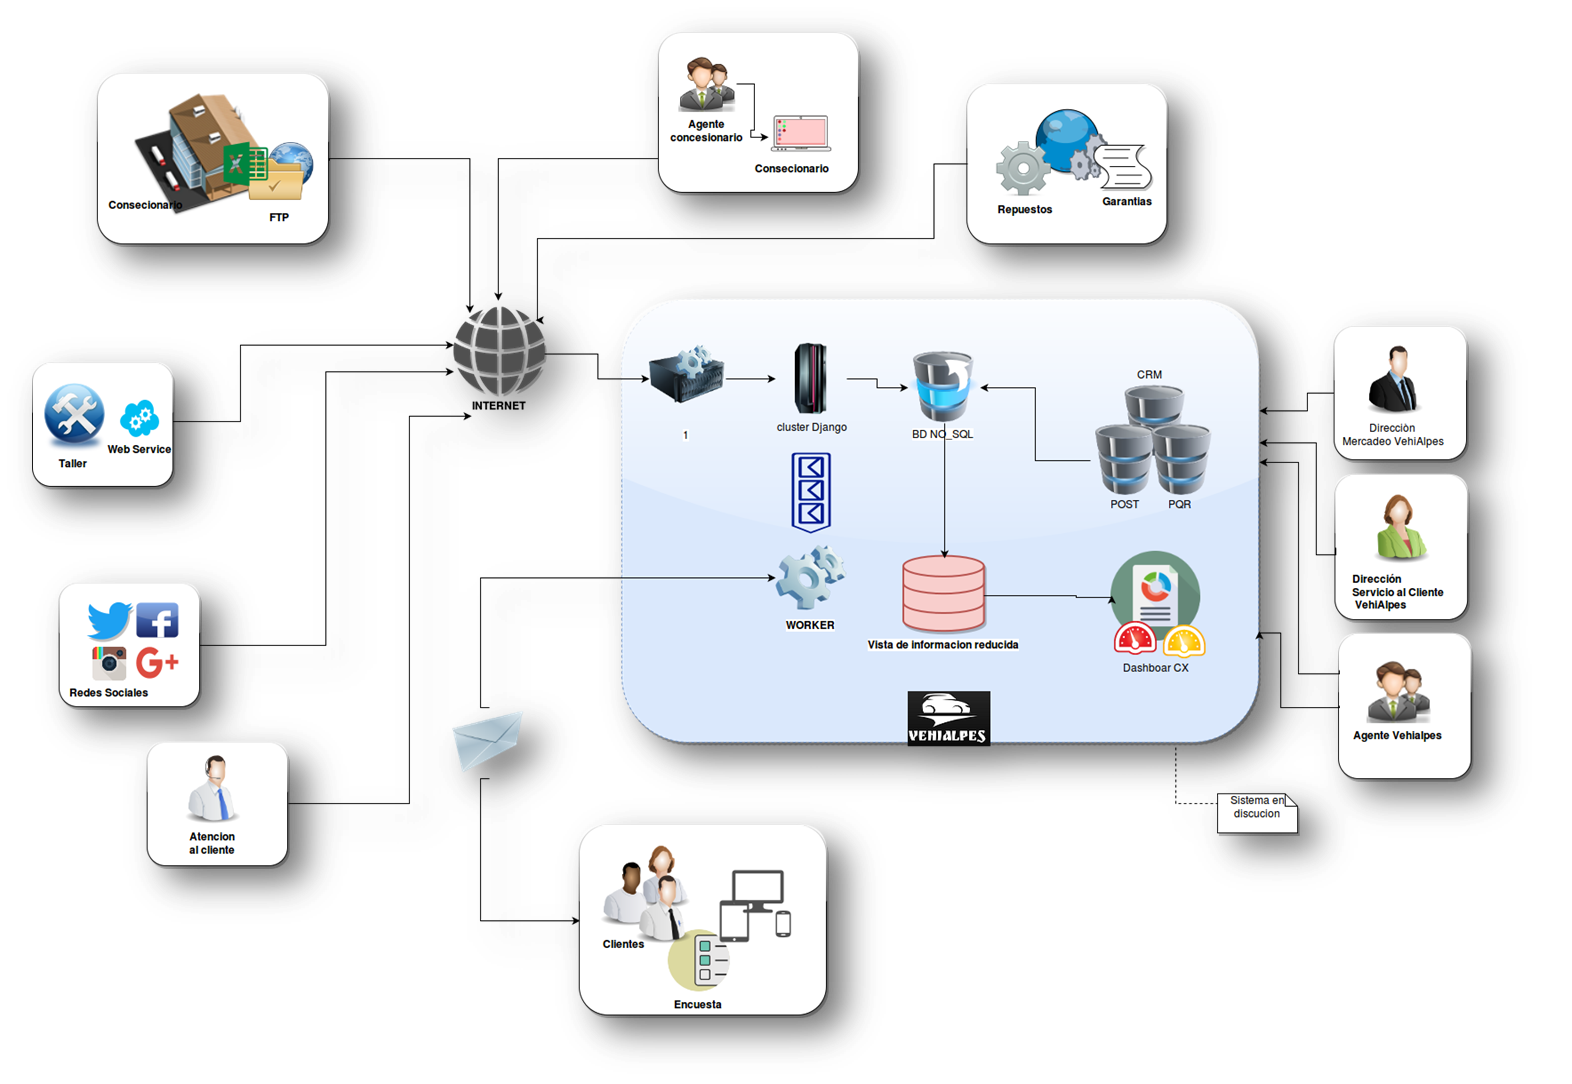 Agente
concesionario
Consecionario
Consecionario
FTP
Repuestos
Garantias
INTERNET
Taller
Web Service
1
cluster Django
BD NO_SQL
CRM
POST
PQR
Dirección
Mercadeo VehiAlpes
Dirección
Servicio al Cliente
VehiAlpes
Redes Sociales
WORKER
Vista de informacion reducida
Dashboar CX
VEHIALPES
Agente Vehialpes
Atencion
al cliente
Sistema en
discucion
Clientes
Encuesta